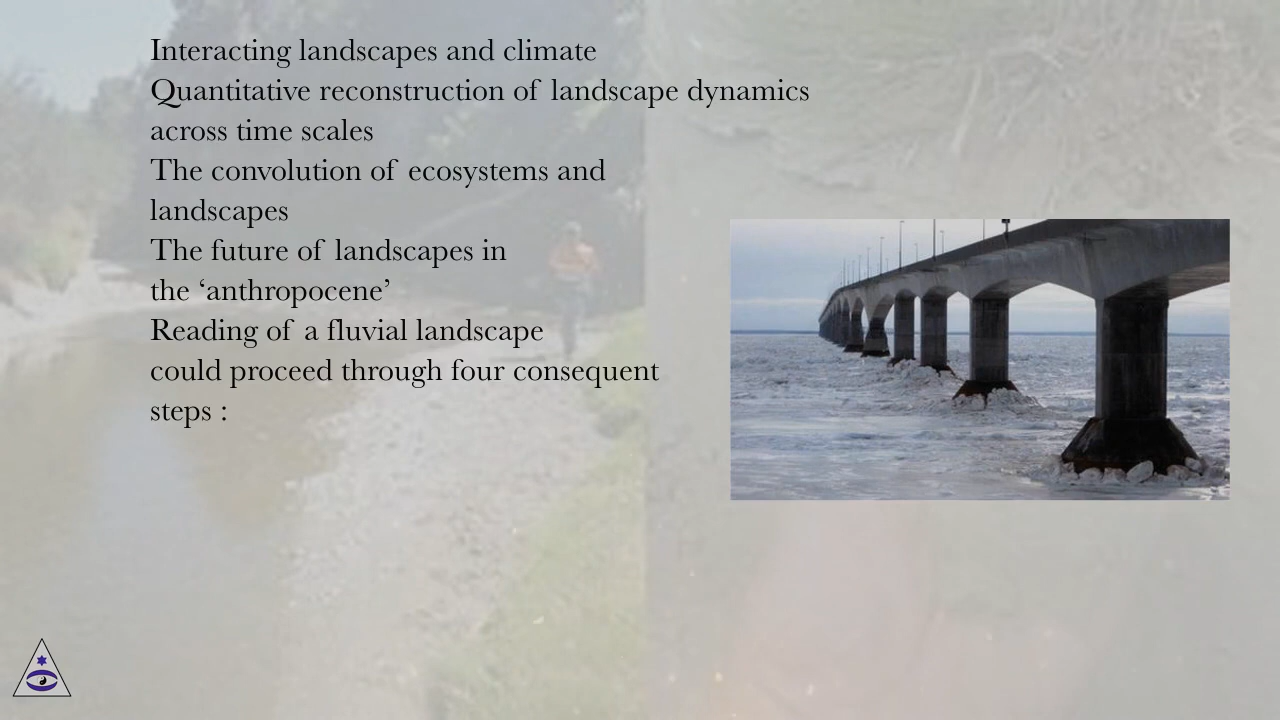 Interacting landscapes and climate
Quantitative reconstruction of landscape dynamics
across time scales
The convolution of ecosystems and
landscapes
The future of landscapes in
the ‘anthropocene’
Reading of a fluvial landscape
could proceed through four consequent
steps :